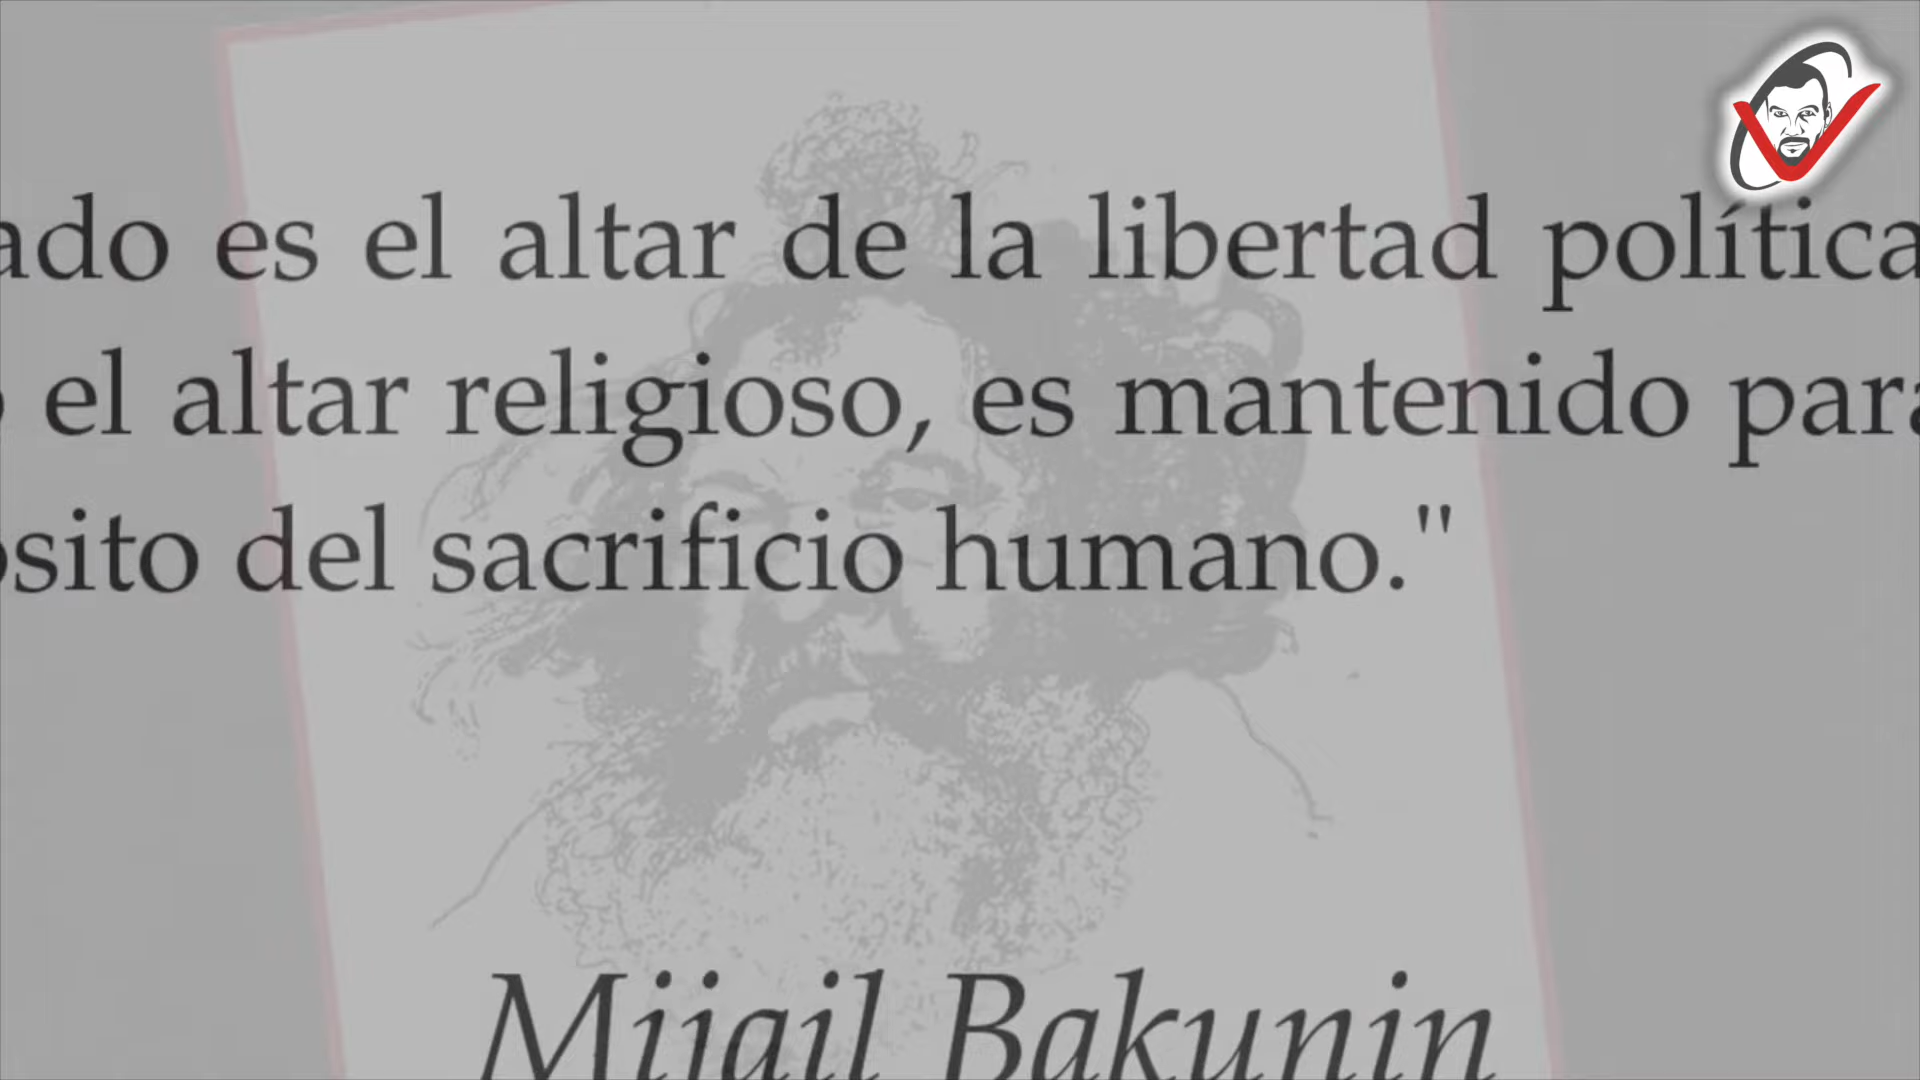 ado es el altar de la libertad política
el altar religioso, es mantenido para
ósito del sacrificio humano."
Mijail Bakunin